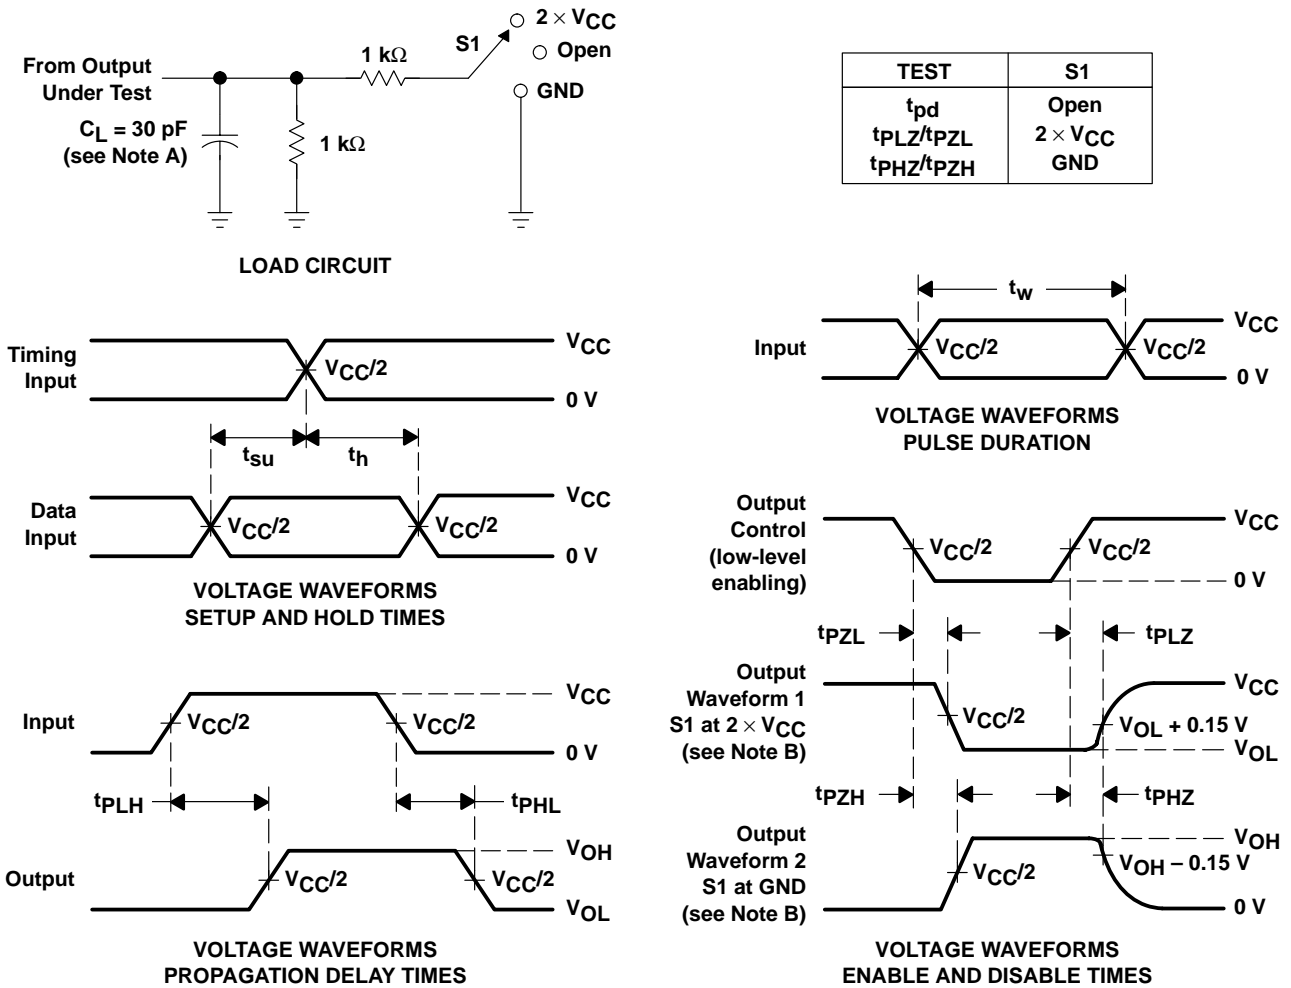 From Output
Under Test
C_L = 30 pF
(see Note A)
1 kΩ
1 kΩ
S1
2 × V_CC
Open
GND
LOAD CIRCUIT
TEST S1
t_pd Open
t_PLZ/t_PZL 2 × V_CC
t_PHZ/t_PZH GND
Timing
Input
V_CC/2
V_CC
0 V
t_su
t_h
Data
Input
V_CC/2
V_CC/2
V_CC
0 V
VOLTAGE WAVEFORMS
SETUP AND HOLD TIMES
t_w
Input
V_CC/2
V_CC/2
V_CC
0 V
VOLTAGE WAVEFORMS
PULSE DURATION
Input
V_CC/2
V_CC/2
V_CC
0 V
t_PLH
t_PHL
Output
V_CC/2
V_CC/2
V_OH
V_OL
VOLTAGE WAVEFORMS
PROPAGATION DELAY TIMES
Output
Control
(low-level
enabling)
V_CC/2
V_CC/2
V_CC
0 V
t_PZL
t_PLZ
Output
Waveform 1
S1 at 2 × V_CC
(see Note B)
V_CC/2
V_CC
V_OL + 0.15 V
V_OL
t_PZH
t_PHZ
Output
Waveform 2
S1 at GND
(see Note B)
V_CC/2
V_OH
V_OH − 0.15 V
0 V
VOLTAGE WAVEFORMS
ENABLE AND DISABLE TIMES